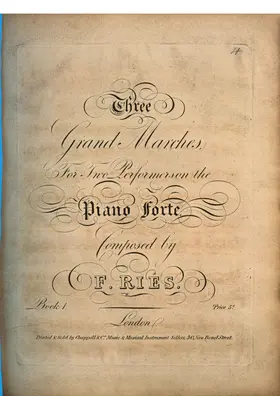 Three
Grand Marches,
For Two Performers on the
Piano Forte
Composed by
F. RIES.
Book 1
Price 3
London,
Printed & Sold by Chappell & Co. Music & Musical Instrument Sellers, 50, New Bond Street.